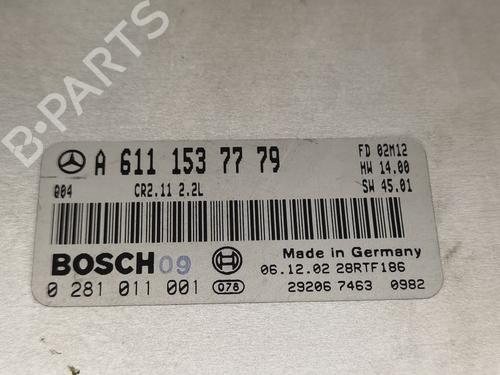 B-PARTS
A 611 153 77 79
FD 02M12
HW 14.00
Q04 CR2.11 2.2L
SW 45.01
BOSCH 09
Made in Germany
06.12.02 28RTF186
0 281 011 001 078
29206 7463 0982